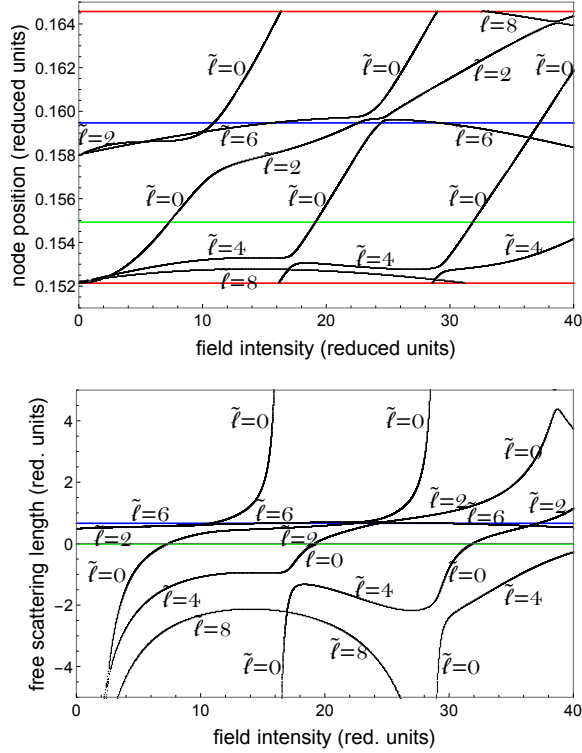 node position (reduced units)
0.164
0.162
0.160
0.158
0.156
0.154
0.152
ℓ̃=8
ℓ̃=0
ℓ̃=0
ℓ̃=0
ℓ̃=2
ℓ̃=2
ℓ̃=6
ℓ̃=6
ℓ̃=2
ℓ̃=0
ℓ̃=0
ℓ̃=0
ℓ̃=4
ℓ̃=4
ℓ̃=4
ℓ̃=8
0 10 20 30 40
field intensity (reduced units)
free scattering length (red. units)
4
2
0
-2
-4
ℓ̃=0
ℓ̃=0
ℓ̃=0
ℓ̃=6
ℓ̃=6
ℓ̃=2
ℓ̃=2
ℓ̃=6
ℓ̃=2
ℓ̃=2
ℓ̃=0
ℓ̃=0
ℓ̃=0
ℓ̃=4
ℓ̃=4
ℓ̃=4
ℓ̃=8
ℓ̃=8
ℓ̃=0
ℓ̃=0
0 10 20 30 40
field intensity (red. units)